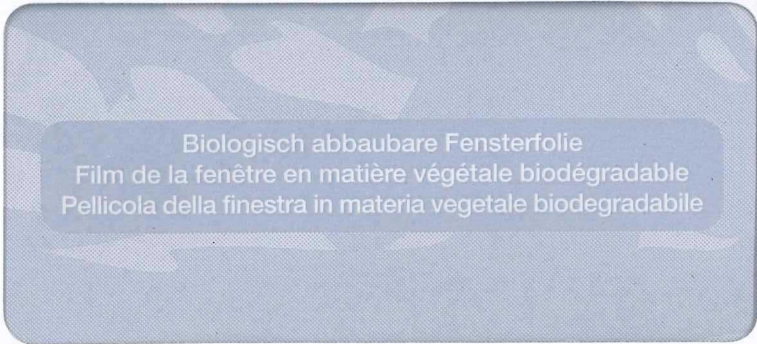 Biologisch abbaubare Fensterfolie
Film de la fenêtre en matière végétale biodégradable
Pellicola della finestra in materia vegetale biodegradabile